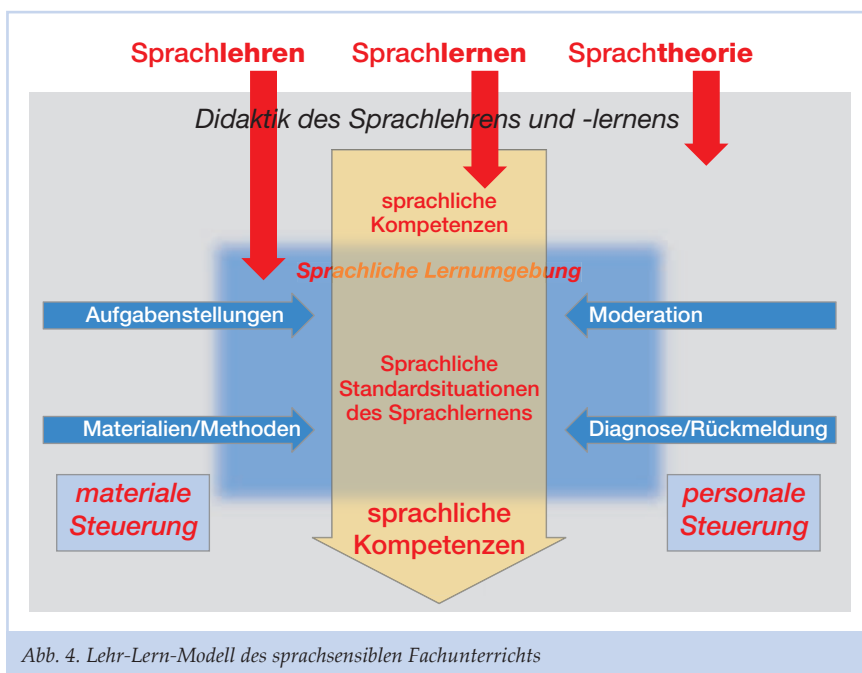 Sprachlehren Sprachlernen Sprachtheorie
Didaktik des Sprachlehrens und -lernens
sprachliche
Kompetenzen
Sprachliche Lernumgebung
Aufgabenstellungen
Moderation
Sprachliche
Standardsituationen
des Sprachlernens
Materialien/Methoden
Diagnose/Rückmeldung
materiale
Steuerung
personale
Steuerung
sprachliche
Kompetenzen
Abb. 4. Lehr-Lern-Modell des sprachsensiblen Fachunterrichts